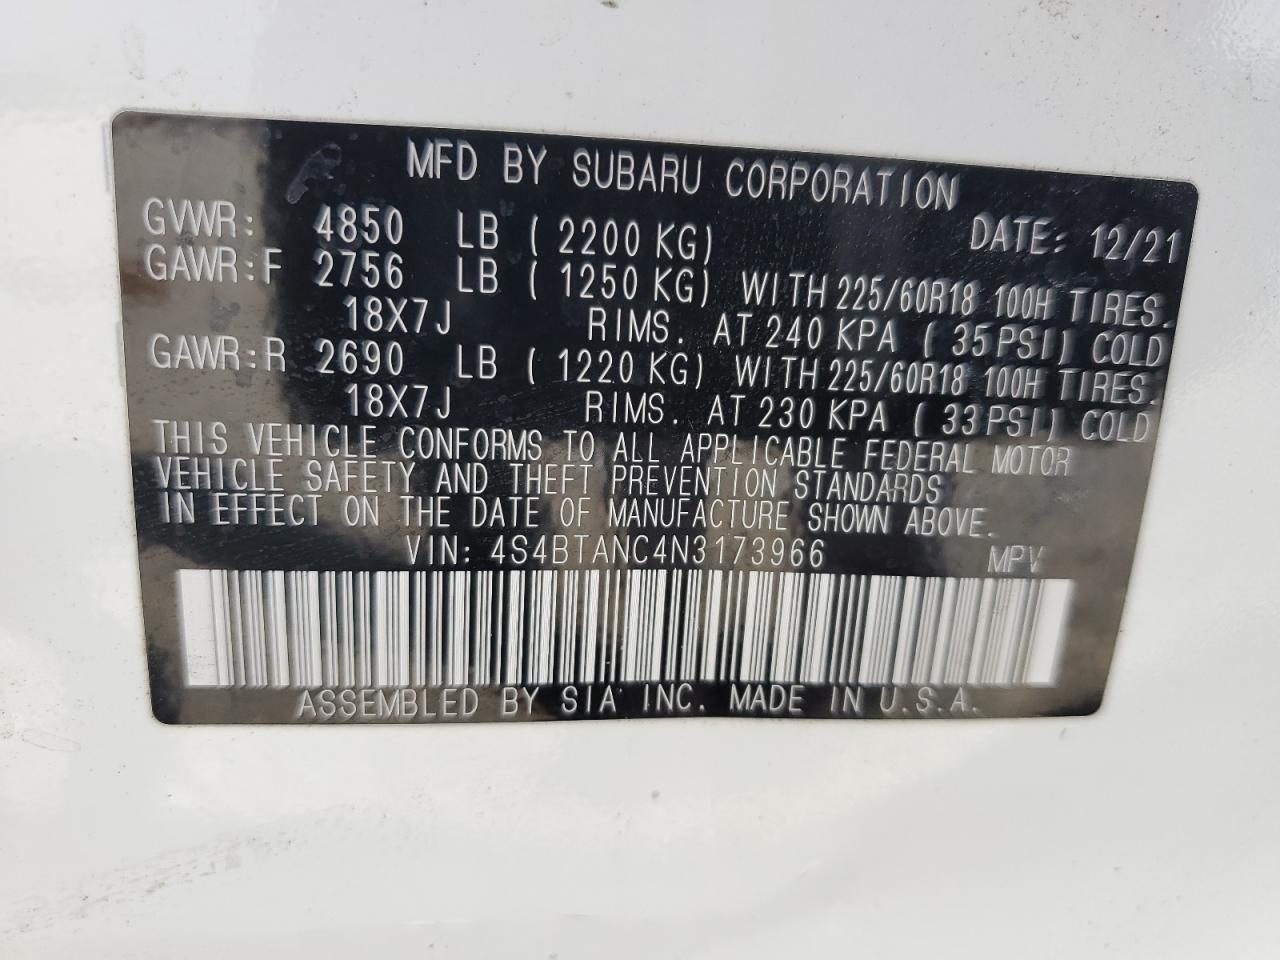 MFD BY SUBARU CORPORATION
GVWR: 4850 LB ( 2200 KG) DATE: 12/21
GAWR:F 2756 LB ( 1250 KG) WITH 225/60R18 100H TIRES.
18X7J RIMS. AT 240 KPA ( 35PSI) COLD
GAWR:R 2690 LB ( 1220 KG) WITH 225/60R18 100H TIRES.
18X7J RIMS. AT 230 KPA ( 33PSI) COLD
THIS VEHICLE CONFORMS TO ALL APPLICABLE FEDERAL MOTOR
VEHICLE SAFETY AND THEFT PREVENTION STANDARDS
IN EFFECT ON THE DATE OF MANUFACTURE SHOWN ABOVE.
VIN: 4S4BTANC4N3173966 MPV
ASSEMBLED BY SIA INC. MADE IN U.S.A.